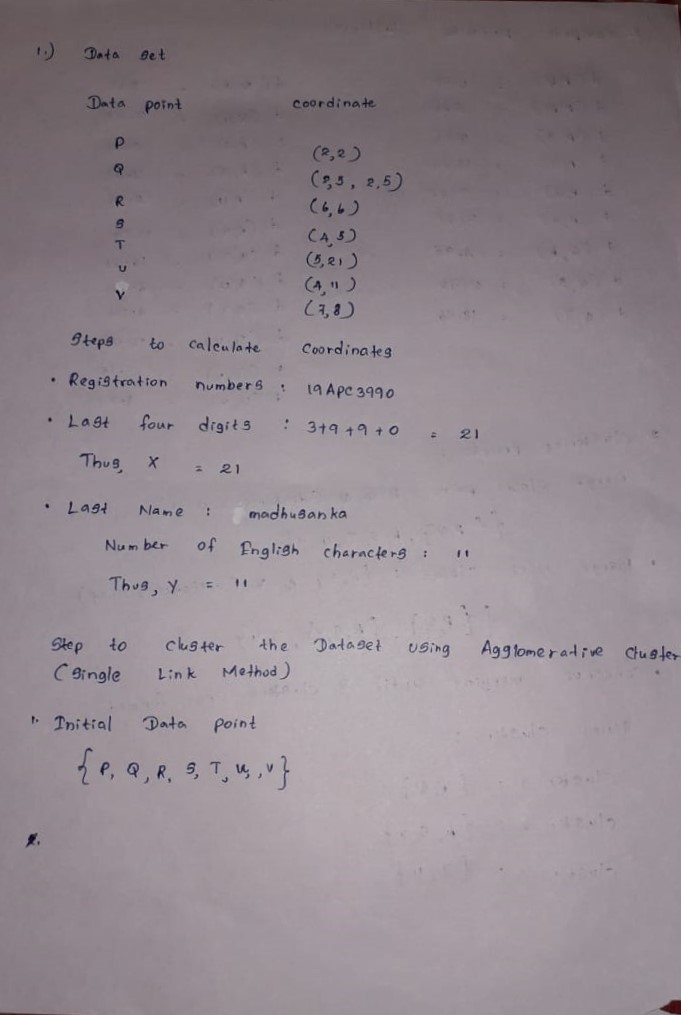 1.) Data set
Data point coordinate
P (2,2)
Q (2,5, 2,5)
R (6,6)
S (4,5)
T (5,21)
U (4,11)
V (7,8)
Steps to calculate coordinates
• Registration numbers : 19APC3990
• Last four digits : 3+9+9+0 = 21
Thus, X = 21
• Last Name : madhusanka
Number of English characters : 11
Thus, Y = 11
Step to cluster the Dataset using Agglomerative cluster
(Single Link Method)
1. Initial Data point
{P, Q, R, S, T, U, V}